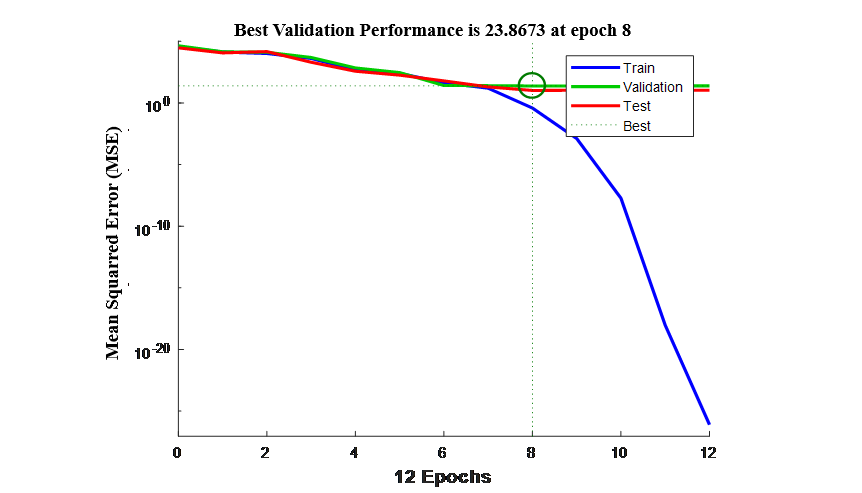 Best Validation Performance is 23.8673 at epoch 8
Train
Validation
Test
Best
Mean Squarred Error (MSE)
10^0
10^-10
10^-20
0 2 4 6 8 10 12
12 Epochs